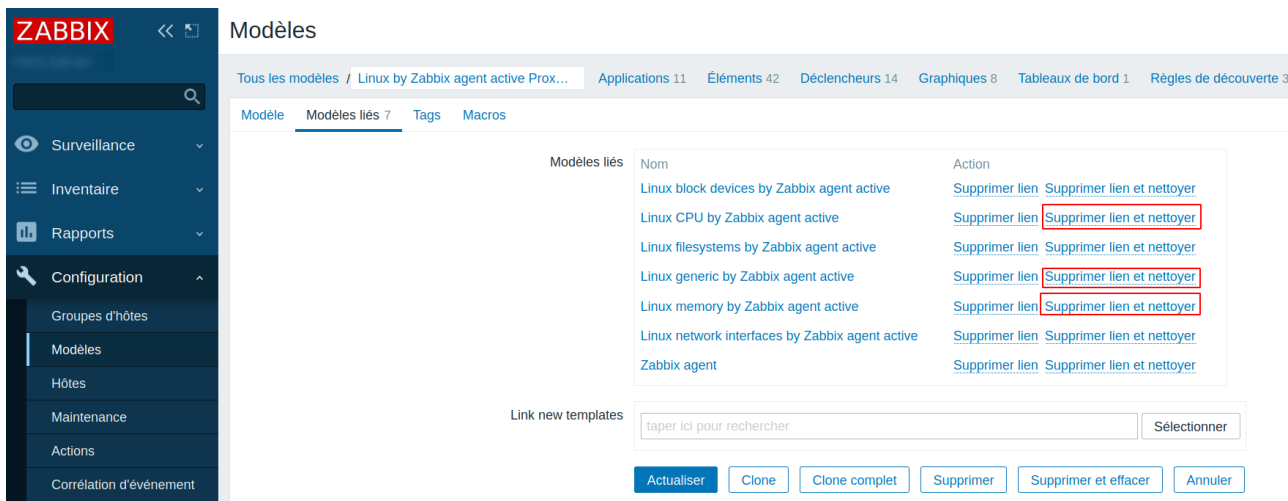 ZABBIX
Modèles
Tous les modèles / Linux by Zabbix agent active Prox… Applications 11 Éléments 42 Déclencheurs 14 Graphiques 8 Tableaux de bord 1 Règles de découverte 3
Modèle Modèles liés 7 Tags Macros
Surveillance
Inventaire
Rapports
Configuration
Groupes d'hôtes
Modèles
Hôtes
Maintenance
Actions
Corrélation d'événement
Modèles liés
Nom Action
Linux block devices by Zabbix agent active Supprimer lien Supprimer lien et nettoyer
Linux CPU by Zabbix agent active Supprimer lien Supprimer lien et nettoyer
Linux filesystems by Zabbix agent active Supprimer lien Supprimer lien et nettoyer
Linux generic by Zabbix agent active Supprimer lien Supprimer lien et nettoyer
Linux memory by Zabbix agent active Supprimer lien Supprimer lien et nettoyer
Linux network interfaces by Zabbix agent active Supprimer lien Supprimer lien et nettoyer
Zabbix agent Supprimer lien Supprimer lien et nettoyer
Link new templates taper ici pour rechercher Sélectionner
Actualiser Clone Clone complet Supprimer Supprimer et effacer Annuler